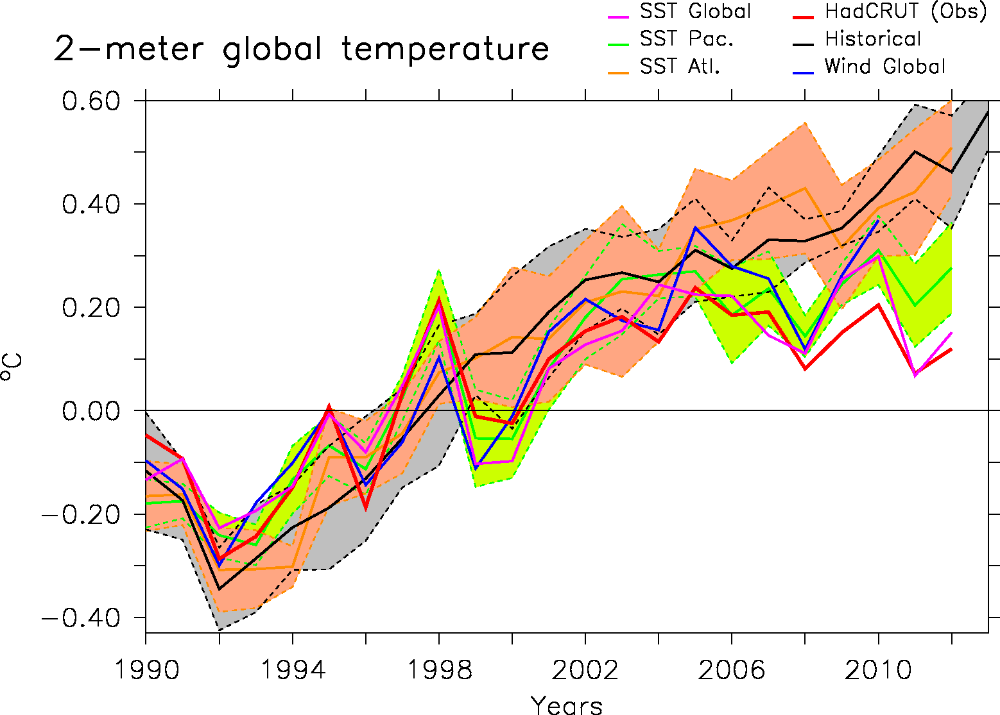 2-meter global temperature
SST Global
SST Pac.
SST Atl.
HadCRUT (Obs)
Historical
Wind Global
0.60
0.40
0.20
0.00
-0.20
-0.40
°C
1990 1994 1998 2002 2006 2010
Years